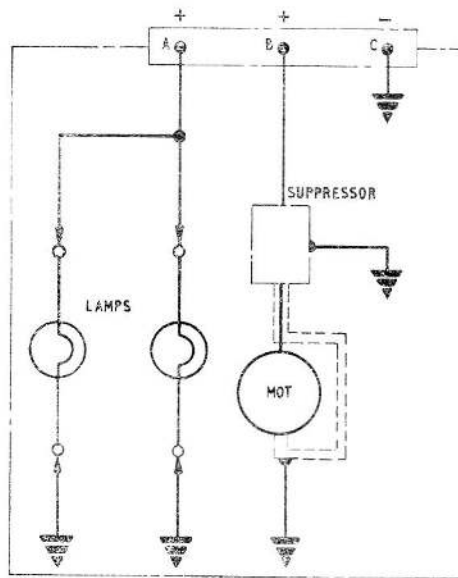 + + −
A B C
SUPPRESSOR
LAMPS
MOT